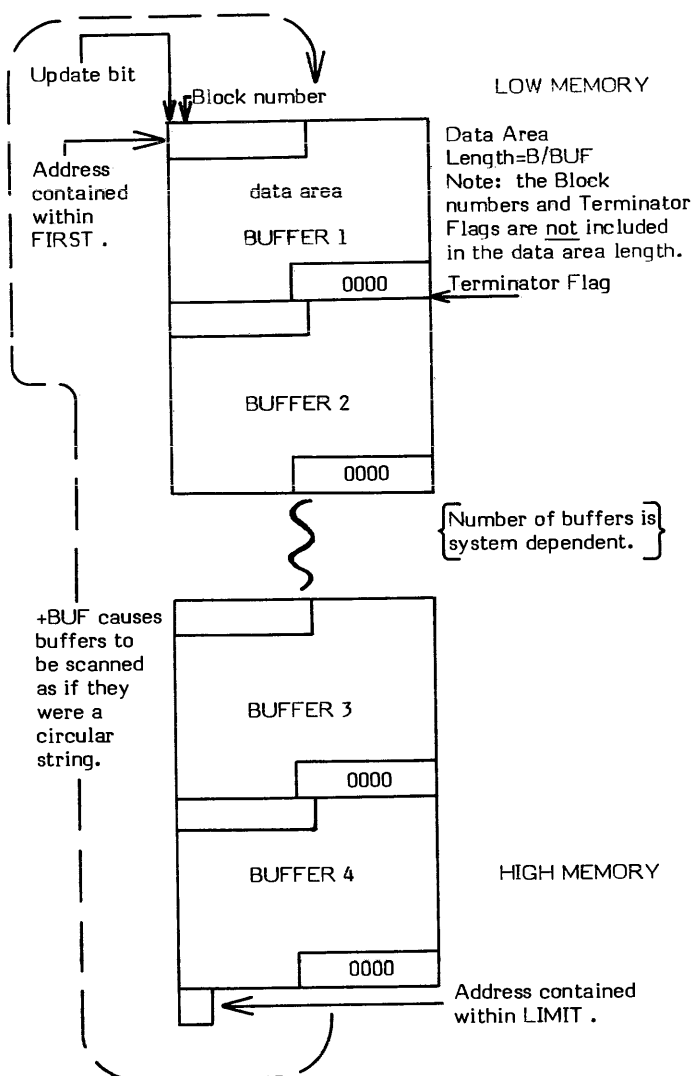 Update bit
Block number
LOW MEMORY
Address
contained
within
FIRST .
data area
BUFFER 1
0000
Data Area
Length=B/BUF
Note: the Block
numbers and Terminator
Flags are not included
in the data area length.
Terminator Flag
BUFFER 2
0000
Number of buffers is
system dependent.
+BUF causes
buffers to
be scanned
as if they
were a
circular
string.
BUFFER 3
0000
BUFFER 4
HIGH MEMORY
0000
Address contained
within LIMIT .